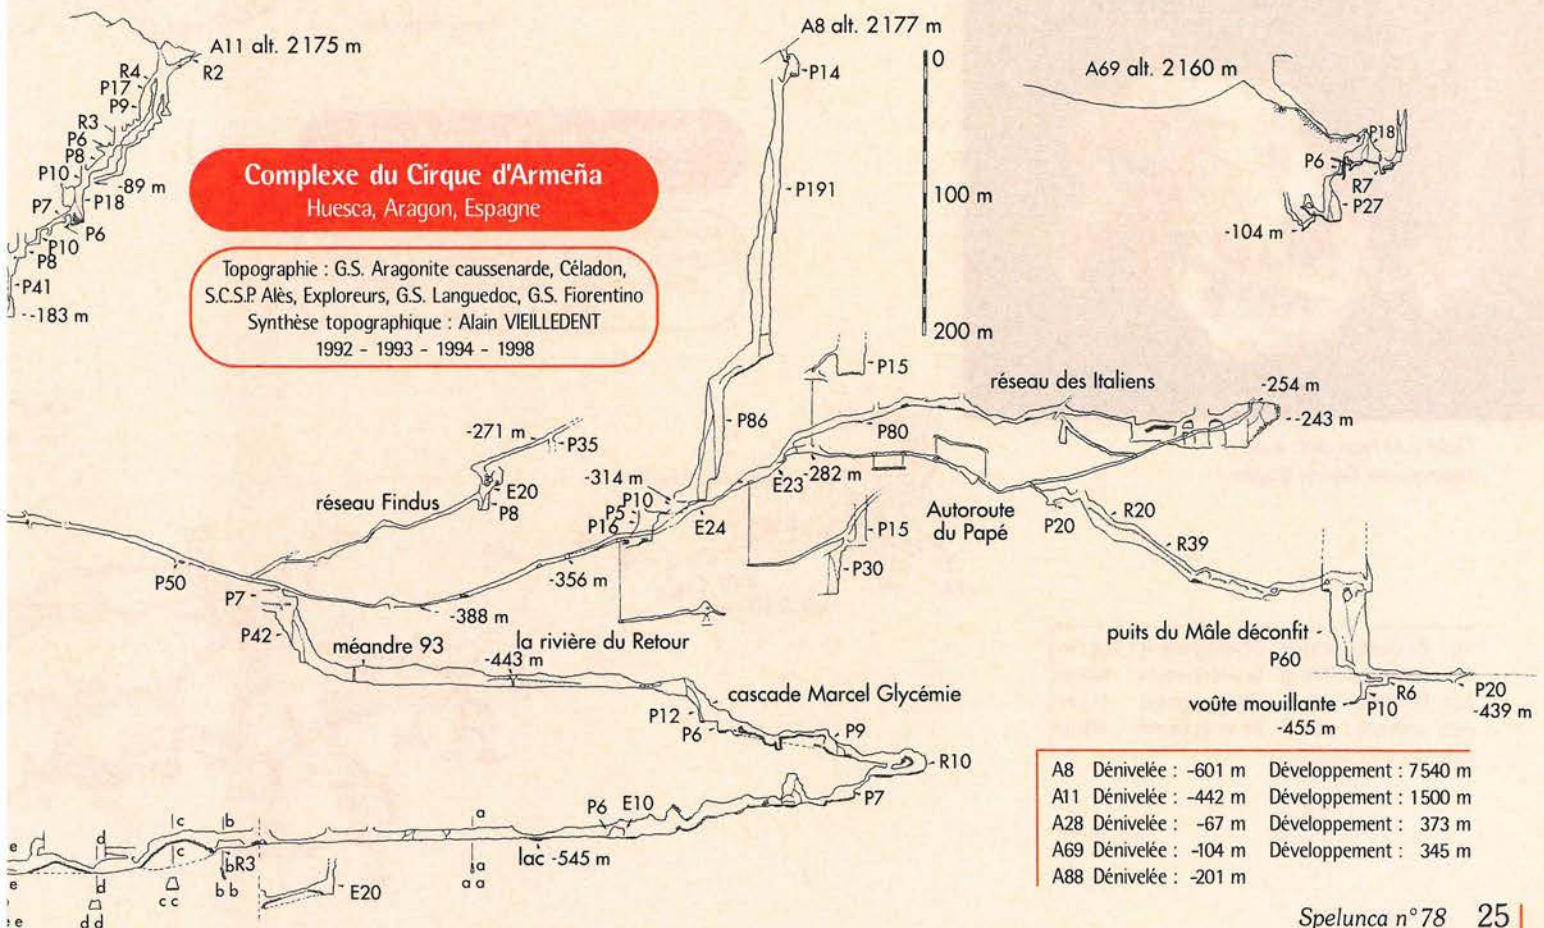 A11 alt. 2175 m
R2
R4
P17
P9
R3
P6
P8
P10
-89 m
P18
P7
P6
P10
P8
P41
-183 m
Complexe du Cirque d'Armeña
Huesca, Aragon, Espagne
Topographie : G.S. Aragonite caussenarde, Céladon,
S.C.S.P. Alès, Exploreurs, G.S. Languedoc, G.S. Fiorentino
Synthèse topographique : Alain VIEILLEDENT
1992 - 1993 - 1994 - 1998
A8 alt. 2177 m
P14
0
P191
100 m
200 m
A69 alt. 2160 m
P18
P6
R7
P27
-104 m
P15
réseau des Italiens
-254 m
-243 m
P86
P80
-271 m
P35
-282 m
E23
-314 m
E20
P10
réseau Findus
P8
P5
P16
E24
Autoroute
du Papé
P20
R20
P15
R39
P30
-356 m
P50
P7
-388 m
P42
méandre 93
la rivière du Retour
-443 m
puits du Mâle déconfit
P60
cascade Marcel Glycémie
voûte mouillante
R6
P20
P10
-439 m
-455 m
P12
P6
P9
R10
P7
P6
E10
c
b
a
e
d
c
bR3
lac -545 m
a
a a
e
d
b b
E20
e
c c
e e
d d
A8 Dénivelée : -601 m Développement : 7540 m
A11 Dénivelée : -442 m Développement : 1500 m
A28 Dénivelée : -67 m Développement : 373 m
A69 Dénivelée : -104 m Développement : 345 m
A88 Dénivelée : -201 m
Spelunca n°78 25